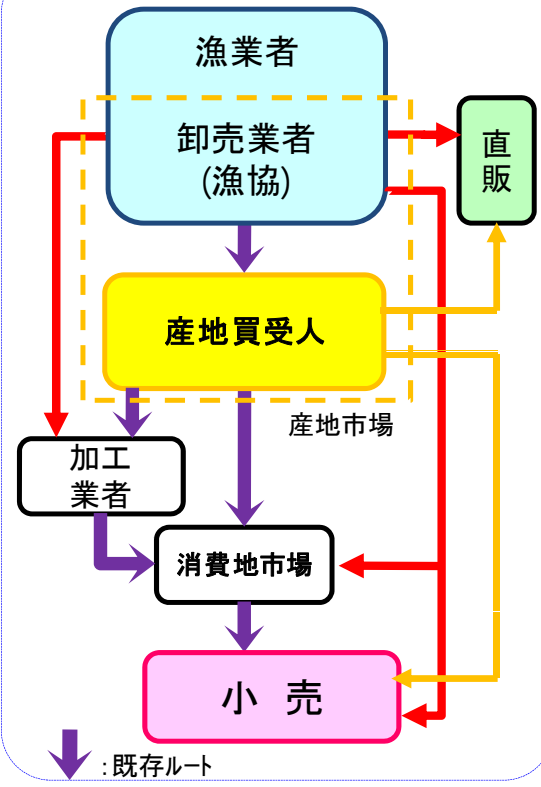 漁業者
卸売業者
(漁協)
直
販
産地買受人
産地市場
加工
業者
消費地市場
小 売
:既存ルート